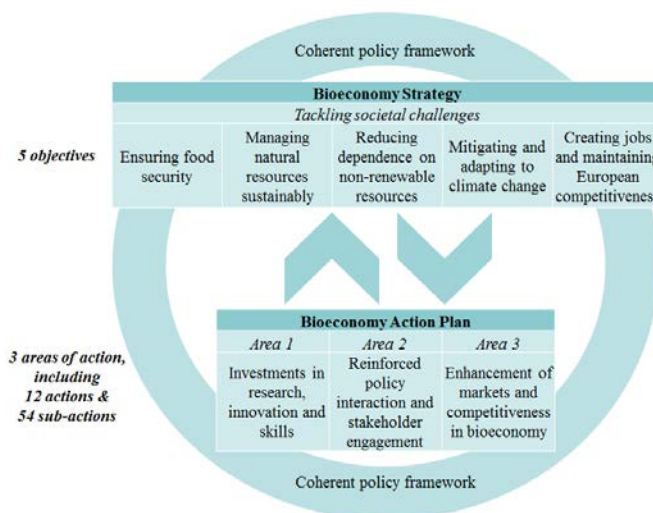 Coherent policy framework
Bioeconomy Strategy
Tackling societal challenges
5 objectives
Ensuring food
security
Managing
natural
resources
sustainably
Reducing
dependence on
non-renewable
resources
Mitigating and
adapting to
climate change
Creating jobs
and maintaining
European
competitivenes
3 areas of action,
including
12 actions &
54 sub-actions
Bioeconomy Action Plan
Area 1
Investments in
research,
innovation and
skills
Area 2
Reinforced
policy
interaction and
stakeholder
engagement
Area 3
Enhancement of
markets and
competitiveness
in bioeconomy
Coherent policy framework